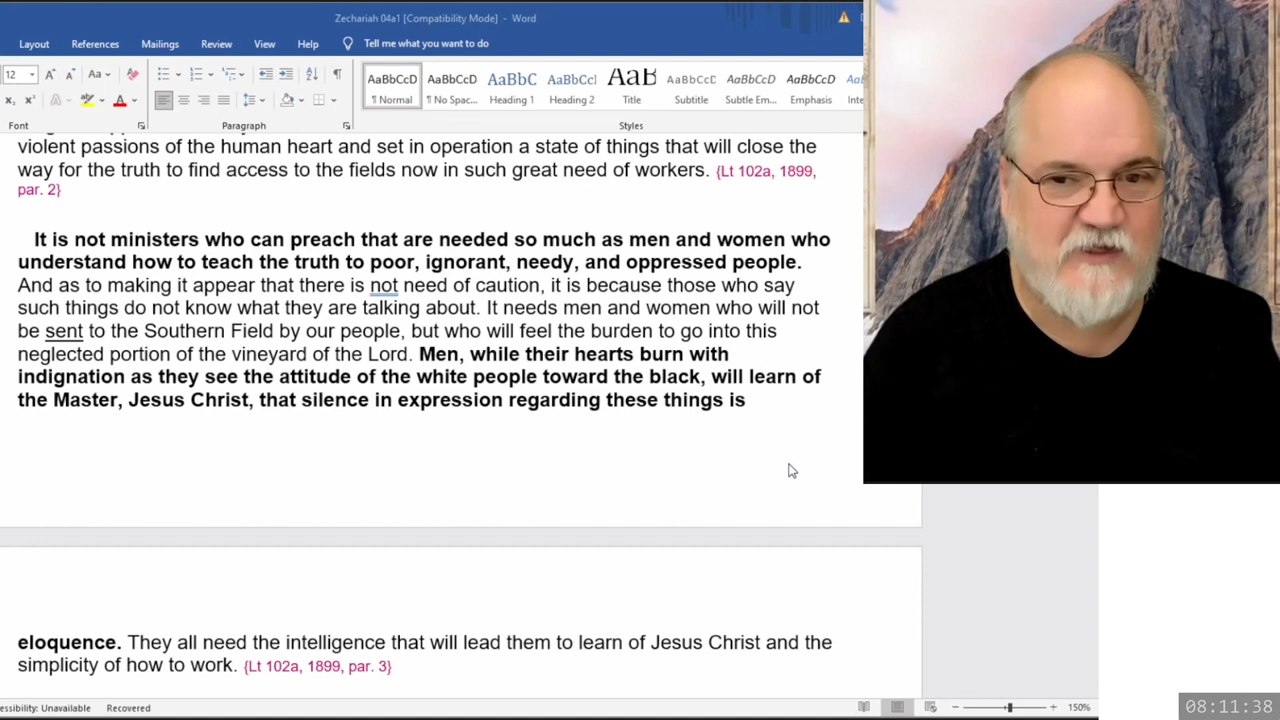 Zechariah 04a1 [Compatibility Mode] - Word
Layout References Mailings Review View Help Tell me what you want to do
12 Aa
AaBbCcD AaBbCcD AaBbC AaBbCcI AaB AaBbCcD AaBbCcD AaBbCcD
¶ Normal ¶ No Spac... Heading 1 Heading 2 Title Subtitle Subtle Em... Emphasis
Font Paragraph Styles
violent passions of the human heart and set in operation a state of things that will close the
way for the truth to find access to the fields now in such great need of workers. {Lt 102a, 1899,
par. 2}
It is not ministers who can preach that are needed so much as men and women who
understand how to teach the truth to poor, ignorant, needy, and oppressed people.
And as to making it appear that there is not need of caution, it is because those who say
such things do not know what they are talking about. It needs men and women who will not
be sent to the Southern Field by our people, but who will feel the burden to go into this
neglected portion of the vineyard of the Lord. Men, while their hearts burn with
indignation as they see the attitude of the white people toward the black, will learn of
the Master, Jesus Christ, that silence in expression regarding these things is
eloquence. They all need the intelligence that will lead them to learn of Jesus Christ and the
simplicity of how to work. {Lt 102a, 1899, par. 3}
essibility: Unavailable Recovered 150%
08:11:38